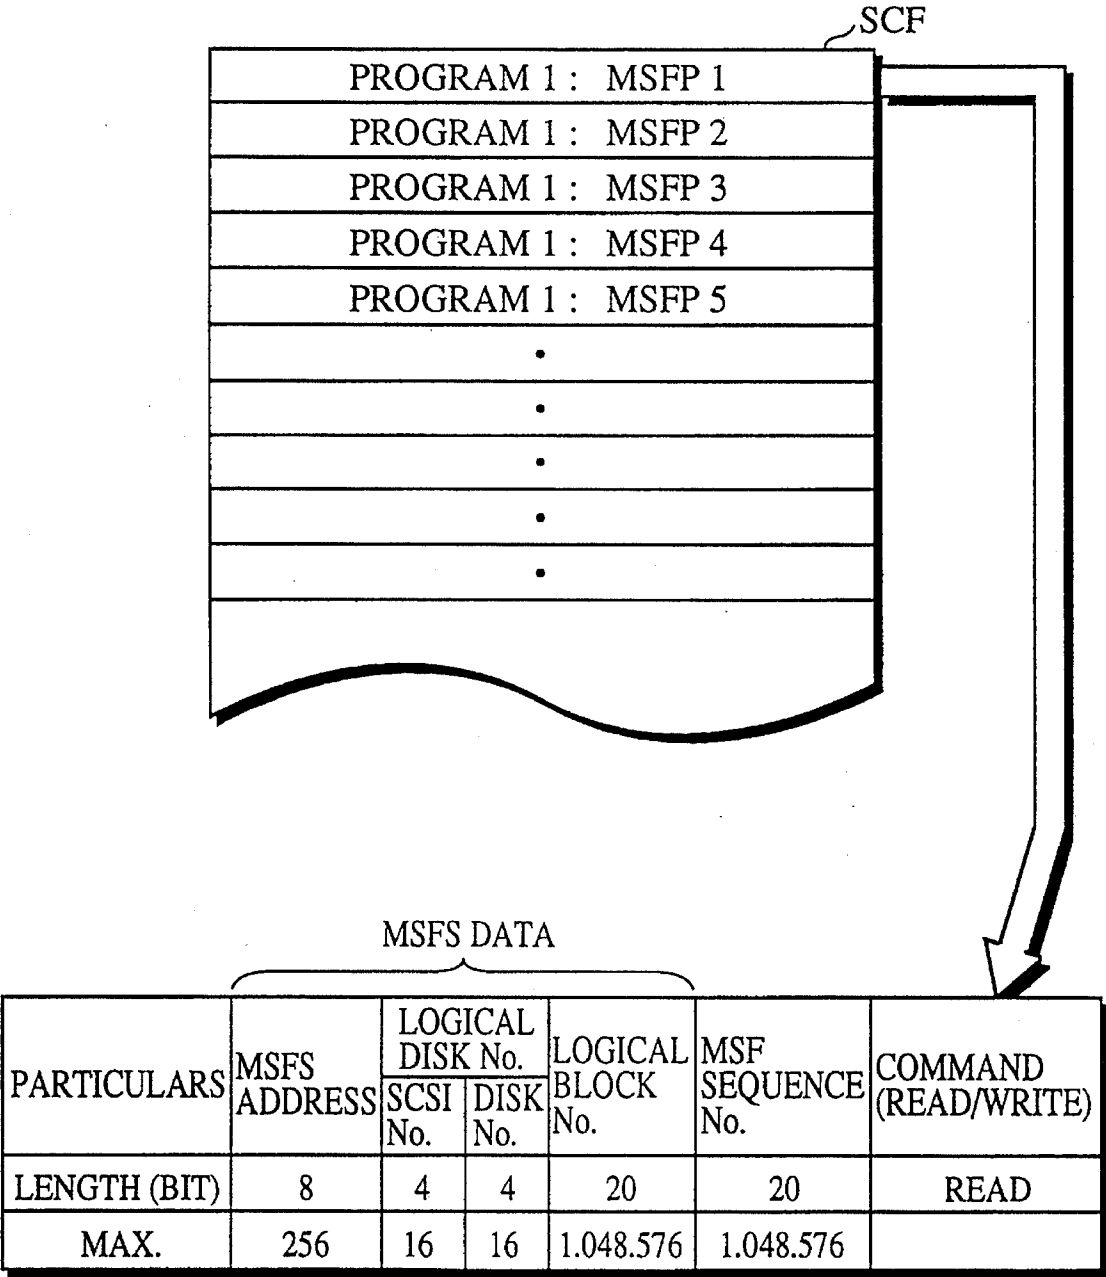 SCF
PROGRAM 1 : MSFP 1
PROGRAM 1 : MSFP 2
PROGRAM 1 : MSFP 3
PROGRAM 1 : MSFP 4
PROGRAM 1 : MSFP 5
MSFS DATA
PARTICULARS
MSFS
ADDRESS
LOGICAL
DISK No.
SCSI
No.
DISK
No.
LOGICAL
BLOCK
No.
MSF
SEQUENCE
No.
COMMAND
(READ/WRITE)
LENGTH (BIT) 8 4 4 20 20 READ
MAX. 256 16 16 1.048.576 1.048.576